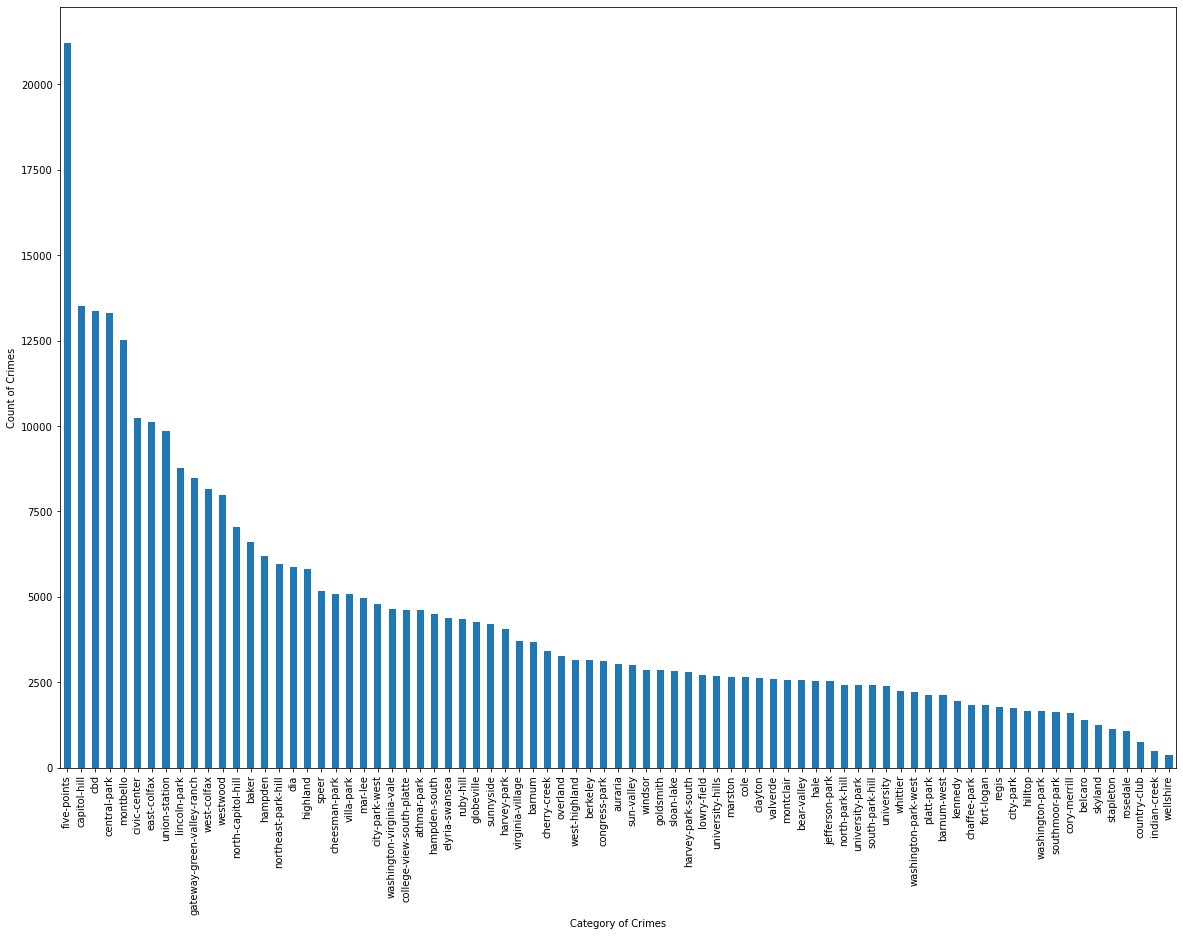 20000
17500
15000
12500
10000
7500
5000
2500
0
Count of Crimes
five-points
capitol-hill
cbd
central-park
montbello
civic-center
east-colfax
union-station
lincoln-park
gateway-green-valley-ranch
west-colfax
westwood
north-capitol-hill
baker
hampden
northeast-park-hill
dia
highland
speer
cheesman-park
villa-park
mar-lee
city-park-west
washington-virginia-vale
college-view-south-platte
athmar-park
hampden-south
elyria-swansea
ruby-hill
globeville
sunnyside
harvey-park
virginia-village
barnum
cherry-creek
overland
west-highland
berkeley
congress-park
auraria
sun-valley
windsor
goldsmith
sloan-lake
harvey-park-south
lowry-field
university-hills
marston
cole
clayton
valverde
montclair
bear-valley
hale
jefferson-park
north-park-hill
university-park
south-park-hill
university
whittier
washington-park-west
platt-park
barnum-west
kennedy
chaffee-park
fort-logan
regis
city-park
hilltop
washington-park
southmoor-park
cory-merrill
belcaro
skyland
stapleton
rosedale
country-club
indian-creek
wellshire
Category of Crimes